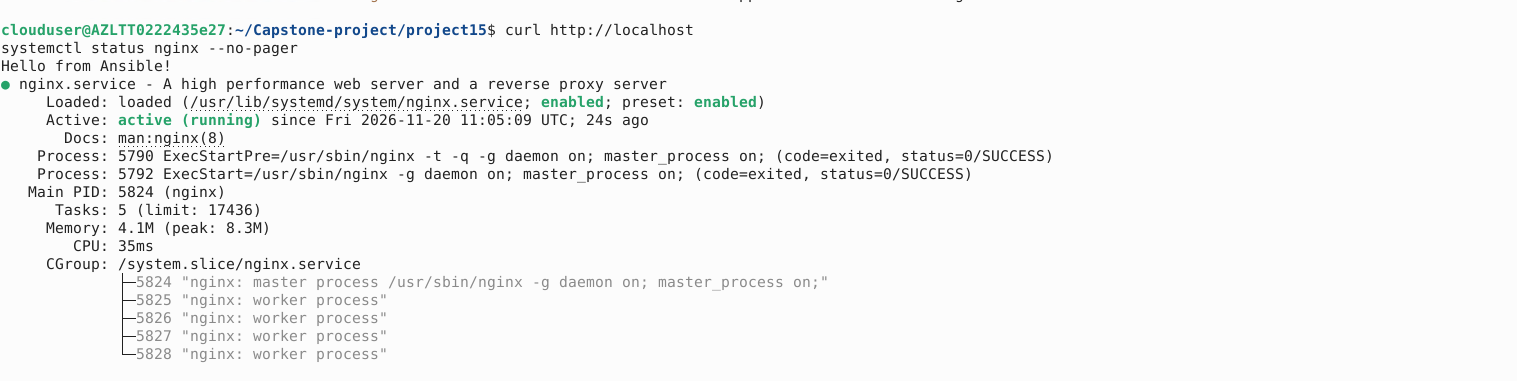 clouduser@AZLTT0222435e27:~/Capstone-project/project15$ curl http://localhost
systemctl status nginx --no-pager
Hello from Ansible!
● nginx.service - A high performance web server and a reverse proxy server
     Loaded: loaded (/usr/lib/systemd/system/nginx.service; enabled; preset: enabled)
     Active: active (running) since Fri 2026-11-20 11:05:09 UTC; 24s ago
       Docs: man:nginx(8)
    Process: 5790 ExecStartPre=/usr/sbin/nginx -t -q -g daemon on; master_process on; (code=exited, status=0/SUCCESS)
    Process: 5792 ExecStart=/usr/sbin/nginx -g daemon on; master_process on; (code=exited, status=0/SUCCESS)
   Main PID: 5824 (nginx)
      Tasks: 5 (limit: 17436)
     Memory: 4.1M (peak: 8.3M)
        CPU: 35ms
     CGroup: /system.slice/nginx.service
             ├─5824 "nginx: master process /usr/sbin/nginx -g daemon on; master_process on;"
             ├─5825 "nginx: worker process"
             ├─5826 "nginx: worker process"
             ├─5827 "nginx: worker process"
             └─5828 "nginx: worker process"